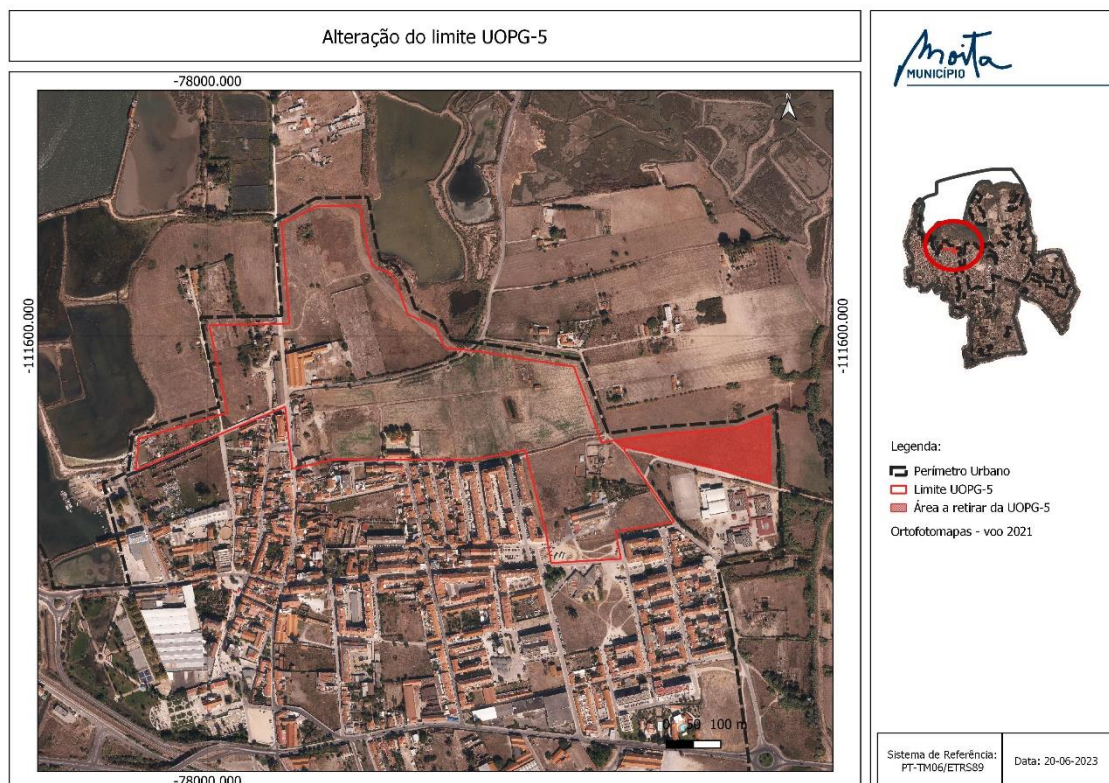 Alteração do limite UOPG-5
-78000.000
-111600.000
-111600.000
N
0 50 100 m
-78000.000
Moita
MUNICÍPIO
Legenda:
Perímetro Urbano
Limite UOPG-5
Área a retirar da UOPG-5
Ortofotomapas - voo 2021
Sistema de Referência:
PT-TM06/ETRS89
Data: 20-06-2023